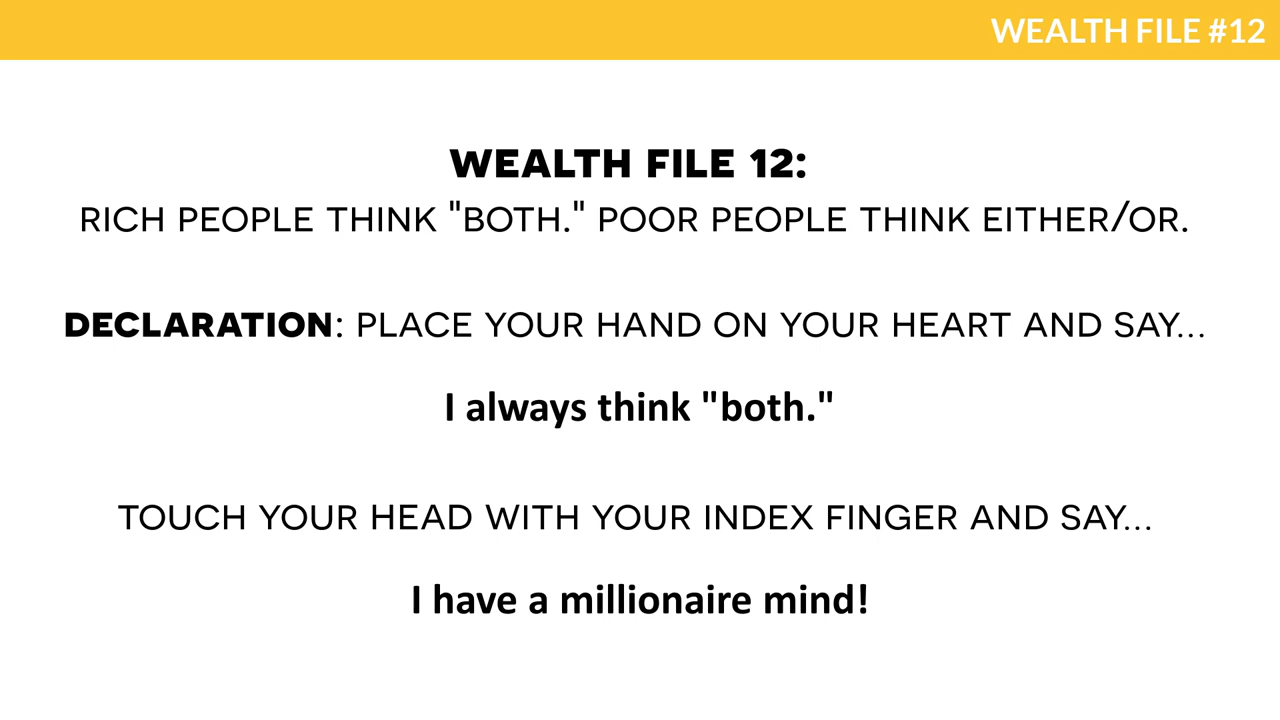 WEALTH FILE #12
WEALTH FILE 12:
RICH PEOPLE THINK "BOTH." POOR PEOPLE THINK EITHER/OR.
DECLARATION: PLACE YOUR HAND ON YOUR HEART AND SAY...
I always think "both."
TOUCH YOUR HEAD WITH YOUR INDEX FINGER AND SAY...
I have a millionaire mind!